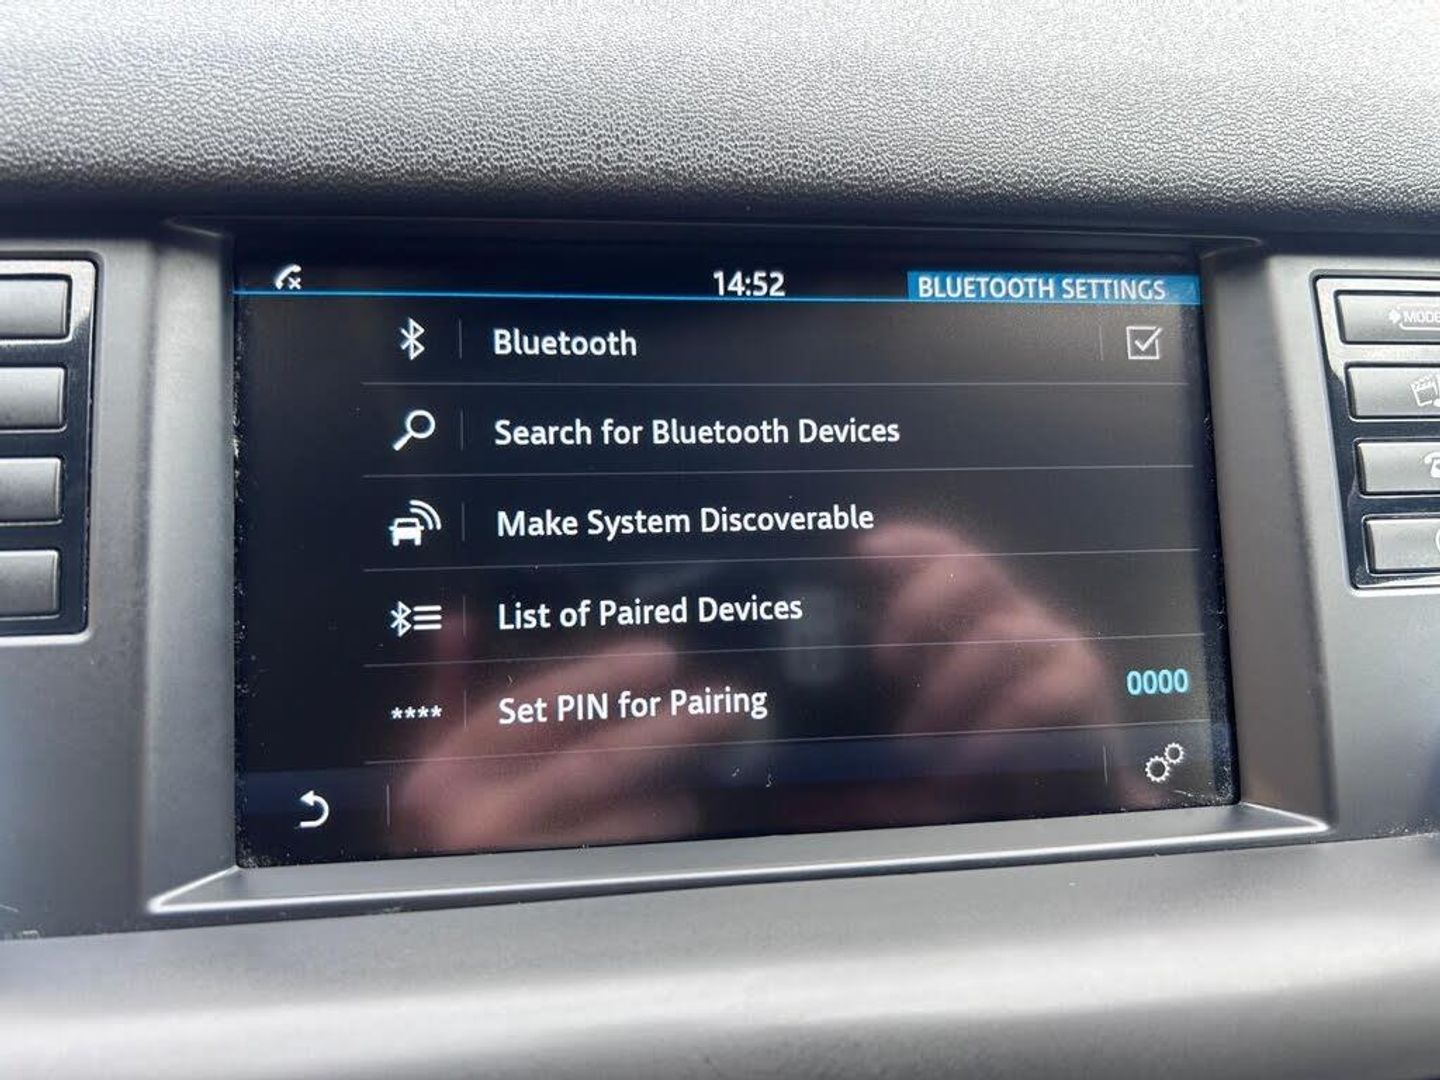 14:52
BLUETOOTH SETTINGS
Bluetooth
Search for Bluetooth Devices
Make System Discoverable
List of Paired Devices
**** Set PIN for Pairing 0000
MODE